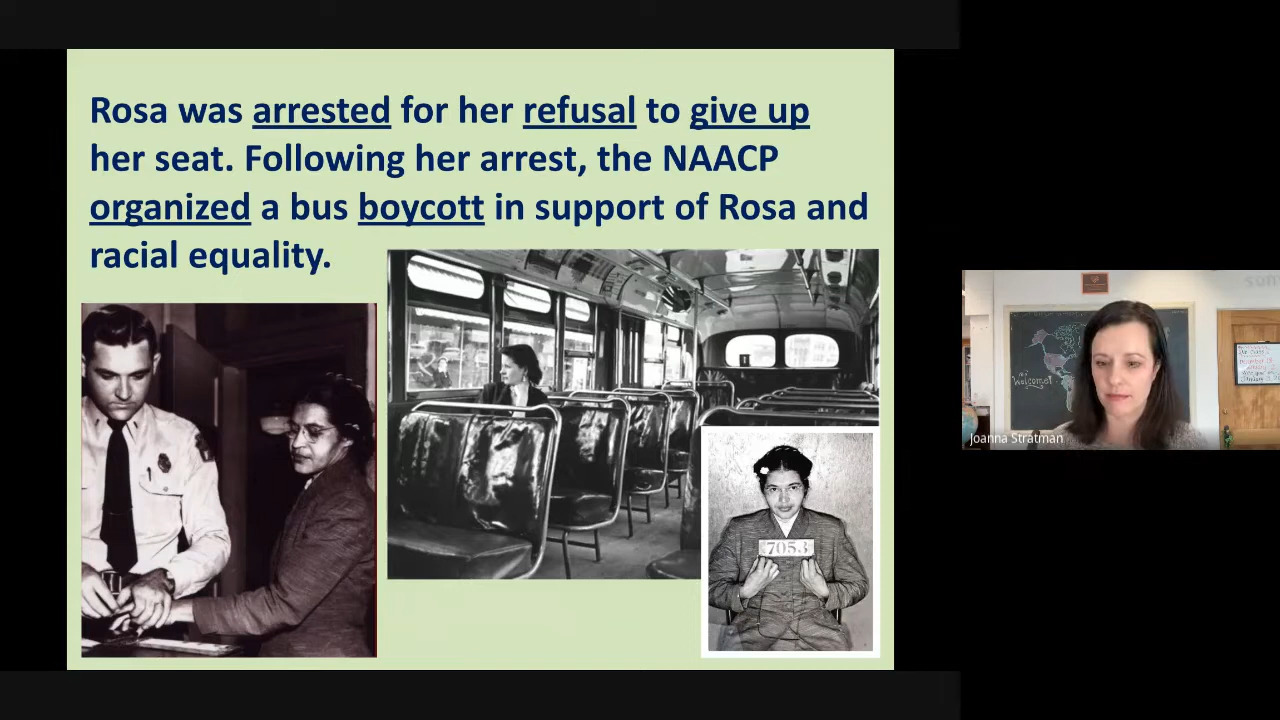 Rosa was arrested for her refusal to give up
her seat. Following her arrest, the NAACP
organized a bus boycott in support of Rosa and
racial equality.
7053
Welcome!
Joanna Stratman